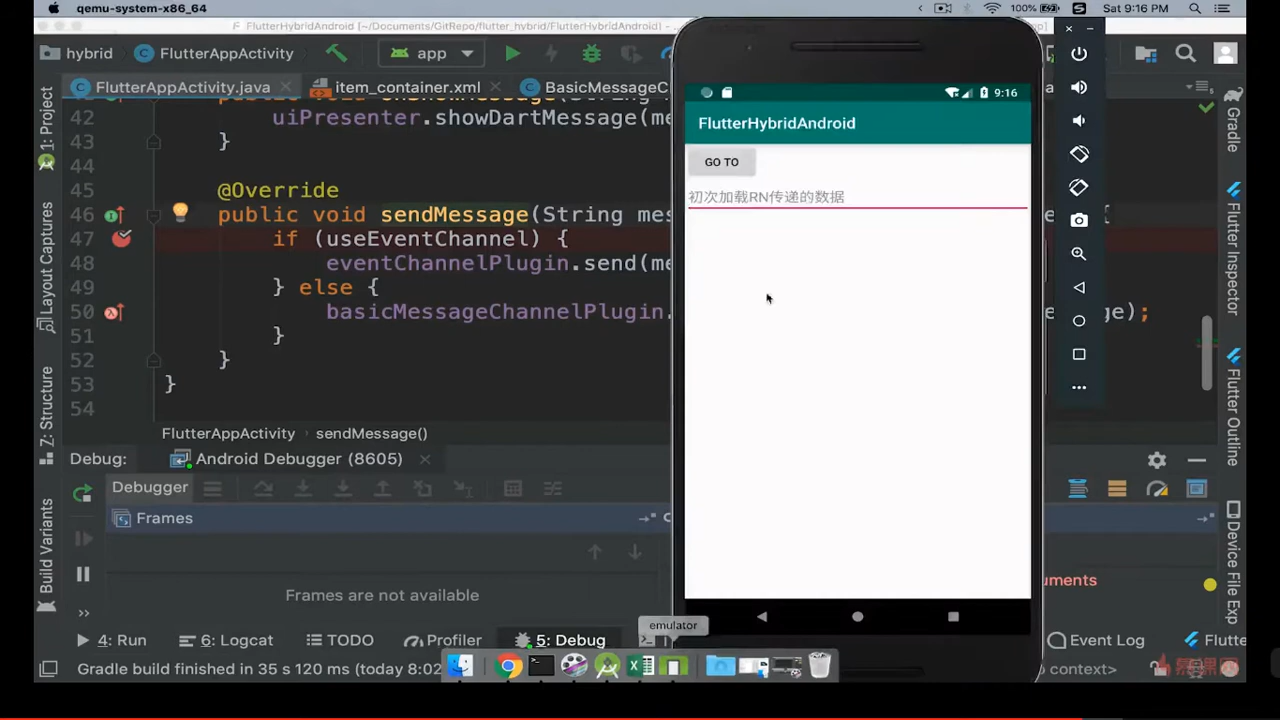 qemu-system-x86_64
100%
Sat 9:16 PM
FlutterHybridAndroid [~/Documents/GitRepo/flutter_hybrid/FlutterHybridAndroid]
hybrid
FlutterAppActivity
app
FlutterAppActivity.java
item_container.xml
BasicMessageC
42 uiPresenter.showDartMessage(me
43 }
44
45 @Override
46 public void sendMessage(String mes
47 if (useEventChannel) {
48 eventChannelPlugin.send(me
49 } else {
50 basicMessageChannelPlugin.
ge);
51 }
52 }
53 }
54
FlutterAppActivity
sendMessage()
Debug:
Android Debugger (8605)
Debugger
Frames
Frames are not available
uments
4: Run
6: Logcat
TODO
Profiler
5: Debug
Event Log
Flutte
Gradle build finished in 35 s 120 ms (today 8:02
context>
emulator
9:16
FlutterHybridAndroid
GO TO
初次加载RN传递的数据
1: Project
Layout Captures
Z: Structure
Build Variants
Gradle
Flutter Inspector
Flutter Outline
Device File Exp